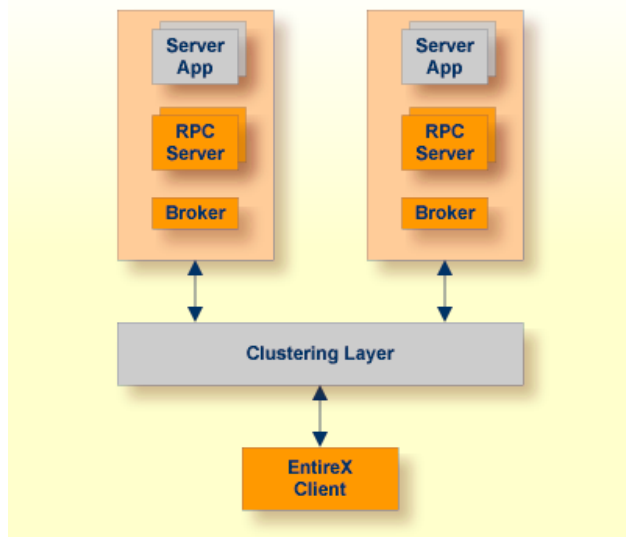 Server
App
RPC
Server
Broker
Server
App
RPC
Server
Broker
Clustering Layer
EntireX
Client